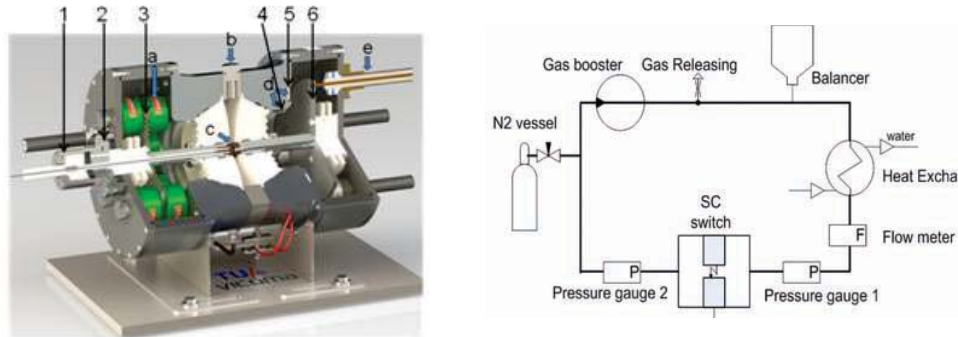 1 2 3 4 5 6
a
b
c
d
e
TU/
Gas booster
Gas Releasing
Balancer
N2 vessel
water
Heat Excha
SC
switch
F
Flow meter
P
P
Pressure gauge 2
Pressure gauge 1